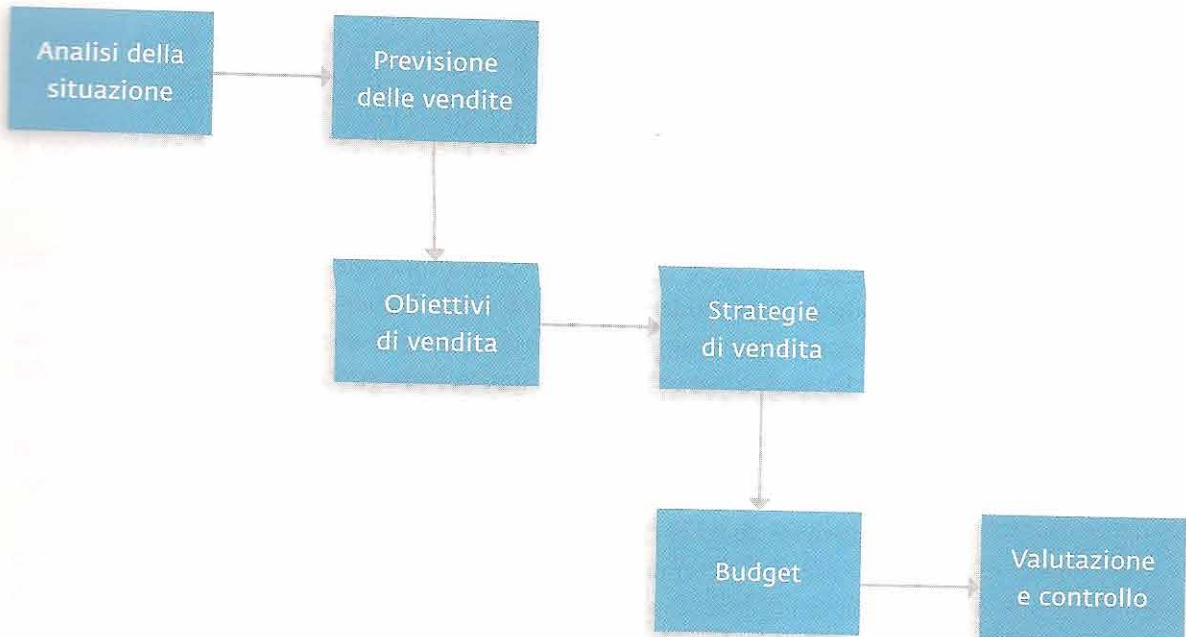 Analisi della
situazione
Previsione
delle vendite
Obiettivi
di vendita
Strategie
di vendita
Budget
Valutazione
e controllo